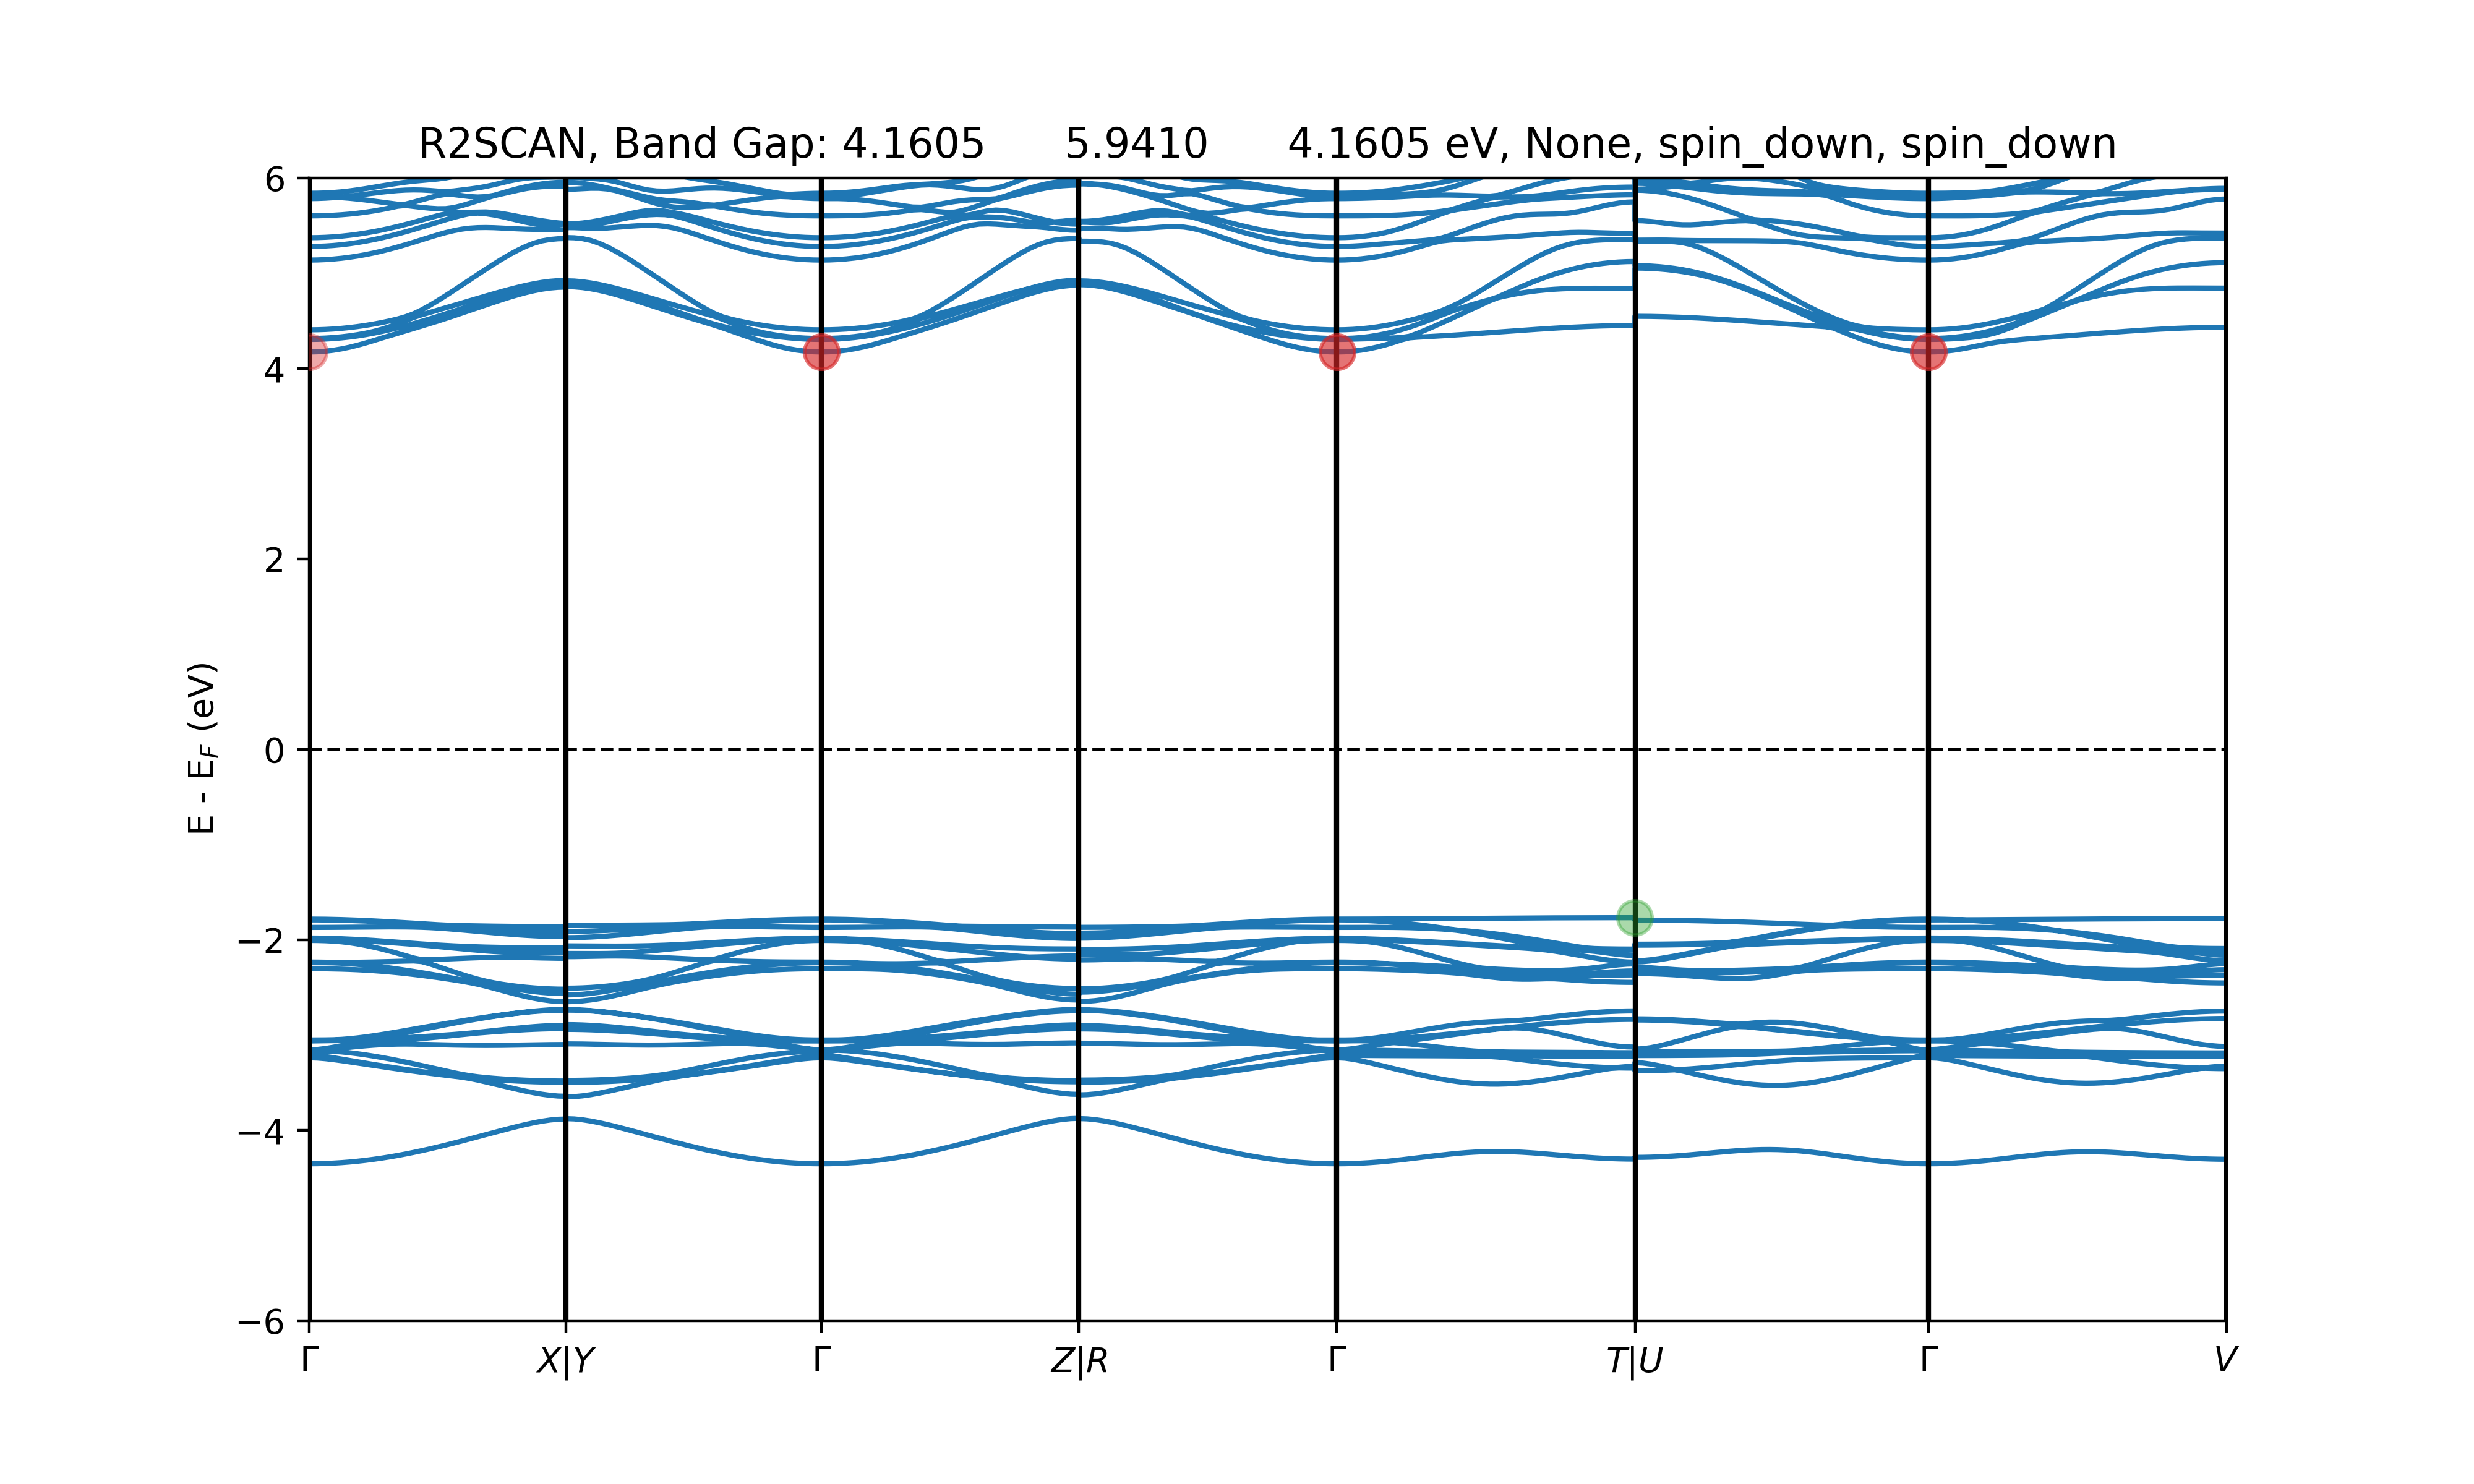 R2SCAN, Band Gap: 4.1605 5.9410 4.1605 eV, None, spin_down, spin_down
6
4
2
0
−2
−4
−6
E - E_F (eV)
Γ X|Y Γ Z|R Γ T|U Γ V